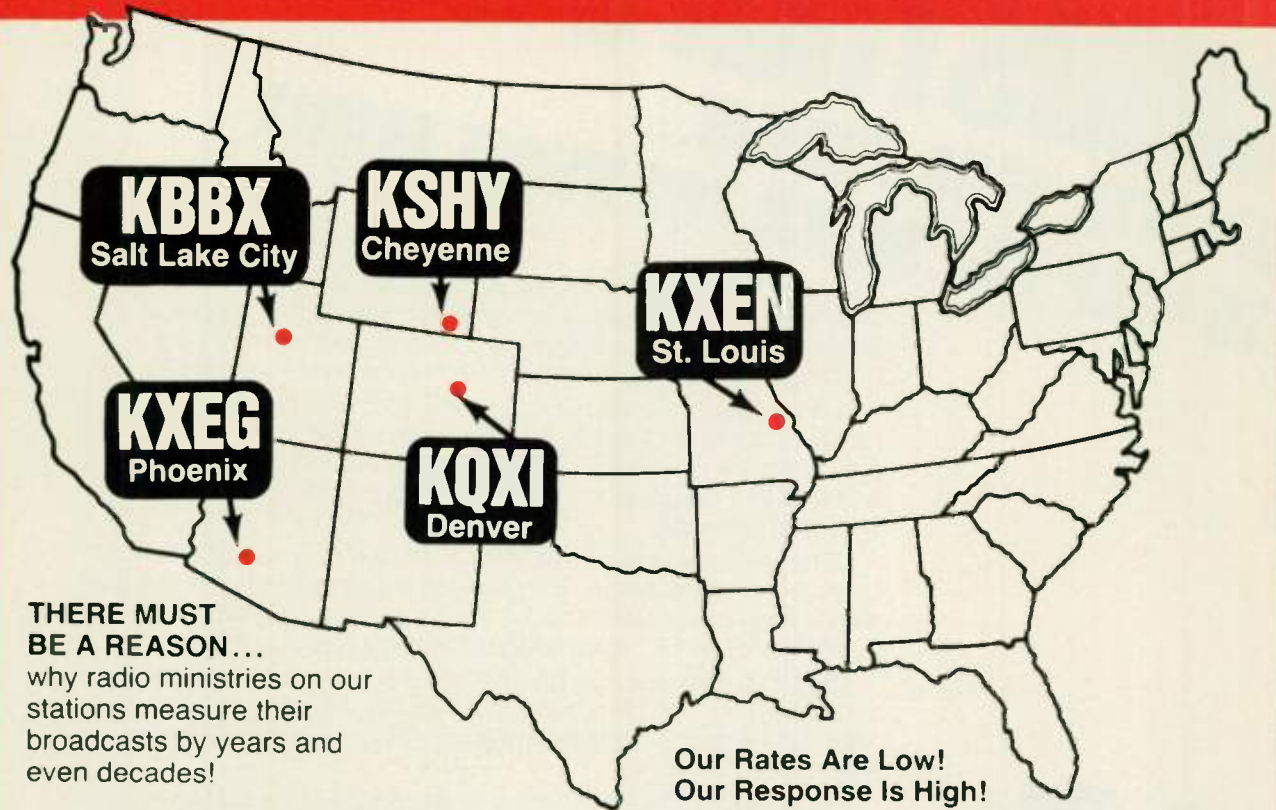 KBBX
Salt Lake City
KSHY
Cheyenne
KXEN
St. Louis
KXEG
Phoenix
KQXI
Denver
THERE MUST
BE A REASON...
why radio ministries on our
stations measure their
broadcasts by years and
even decades!
Our Rates Are Low!
Our Response Is High!